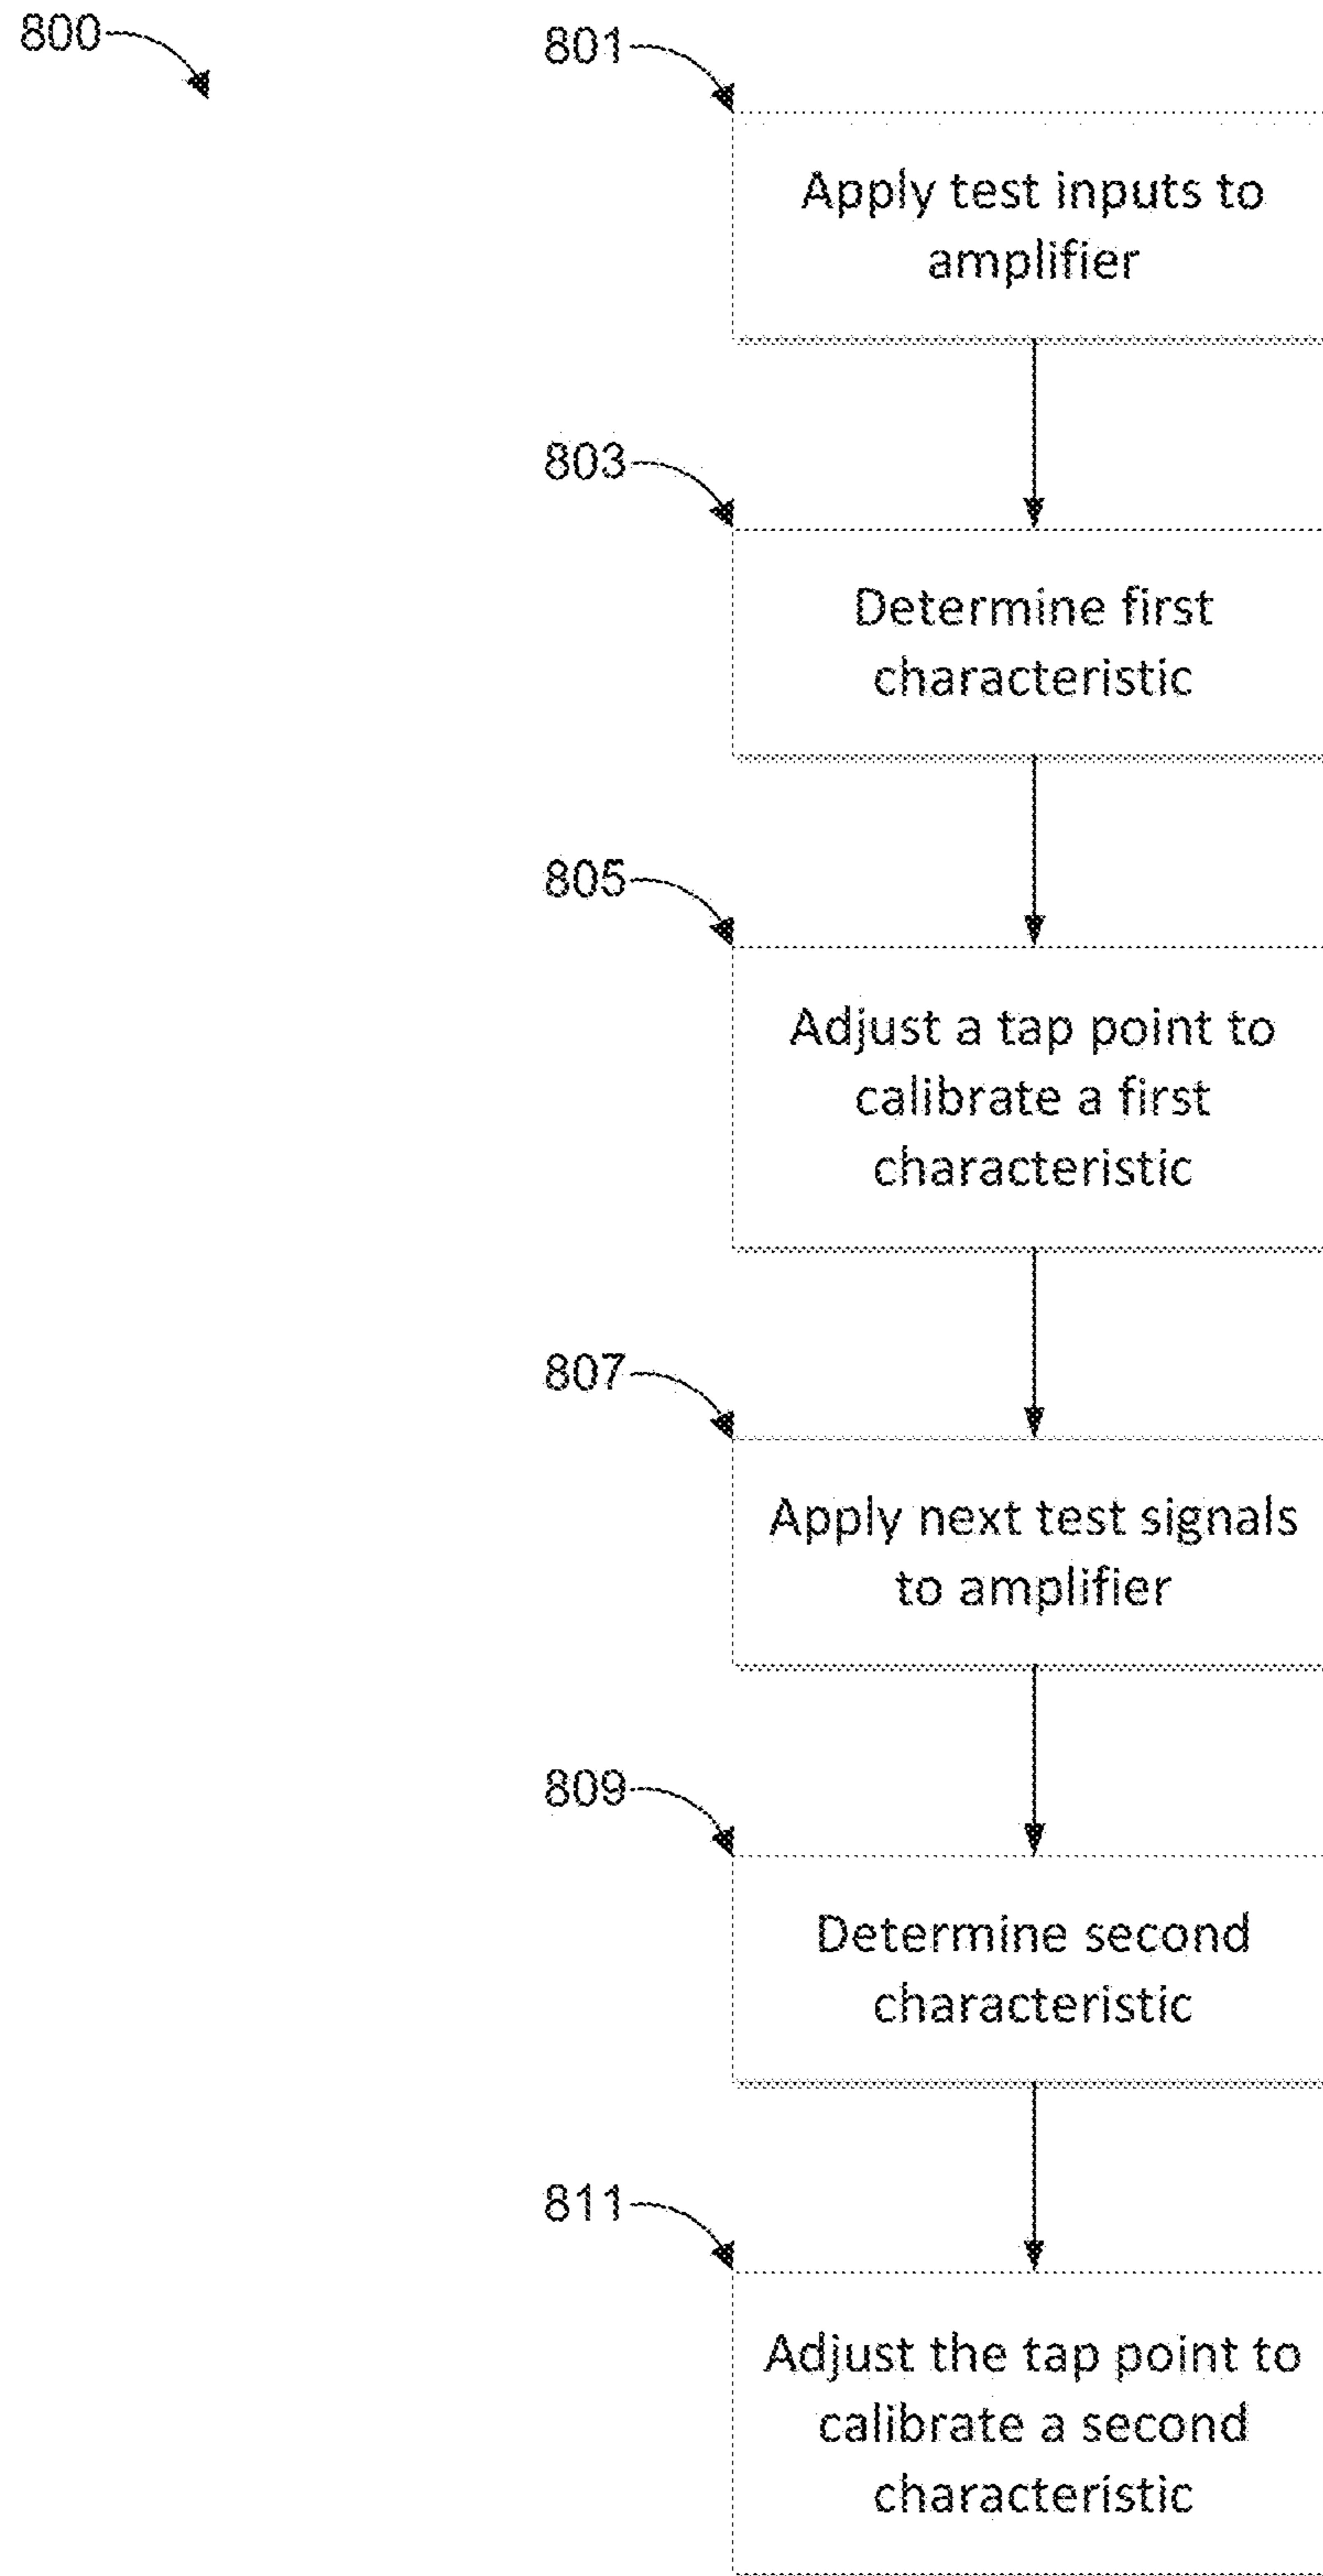 800
801
Apply test inputs to
amplifier
803
Determine first
characteristic
805
Adjust a tap point to
calibrate a first
characteristic
807
Apply next test signals
to amplifier
809
Determine second
characteristic
811
Adjust the tap point to
calibrate a second
characteristic